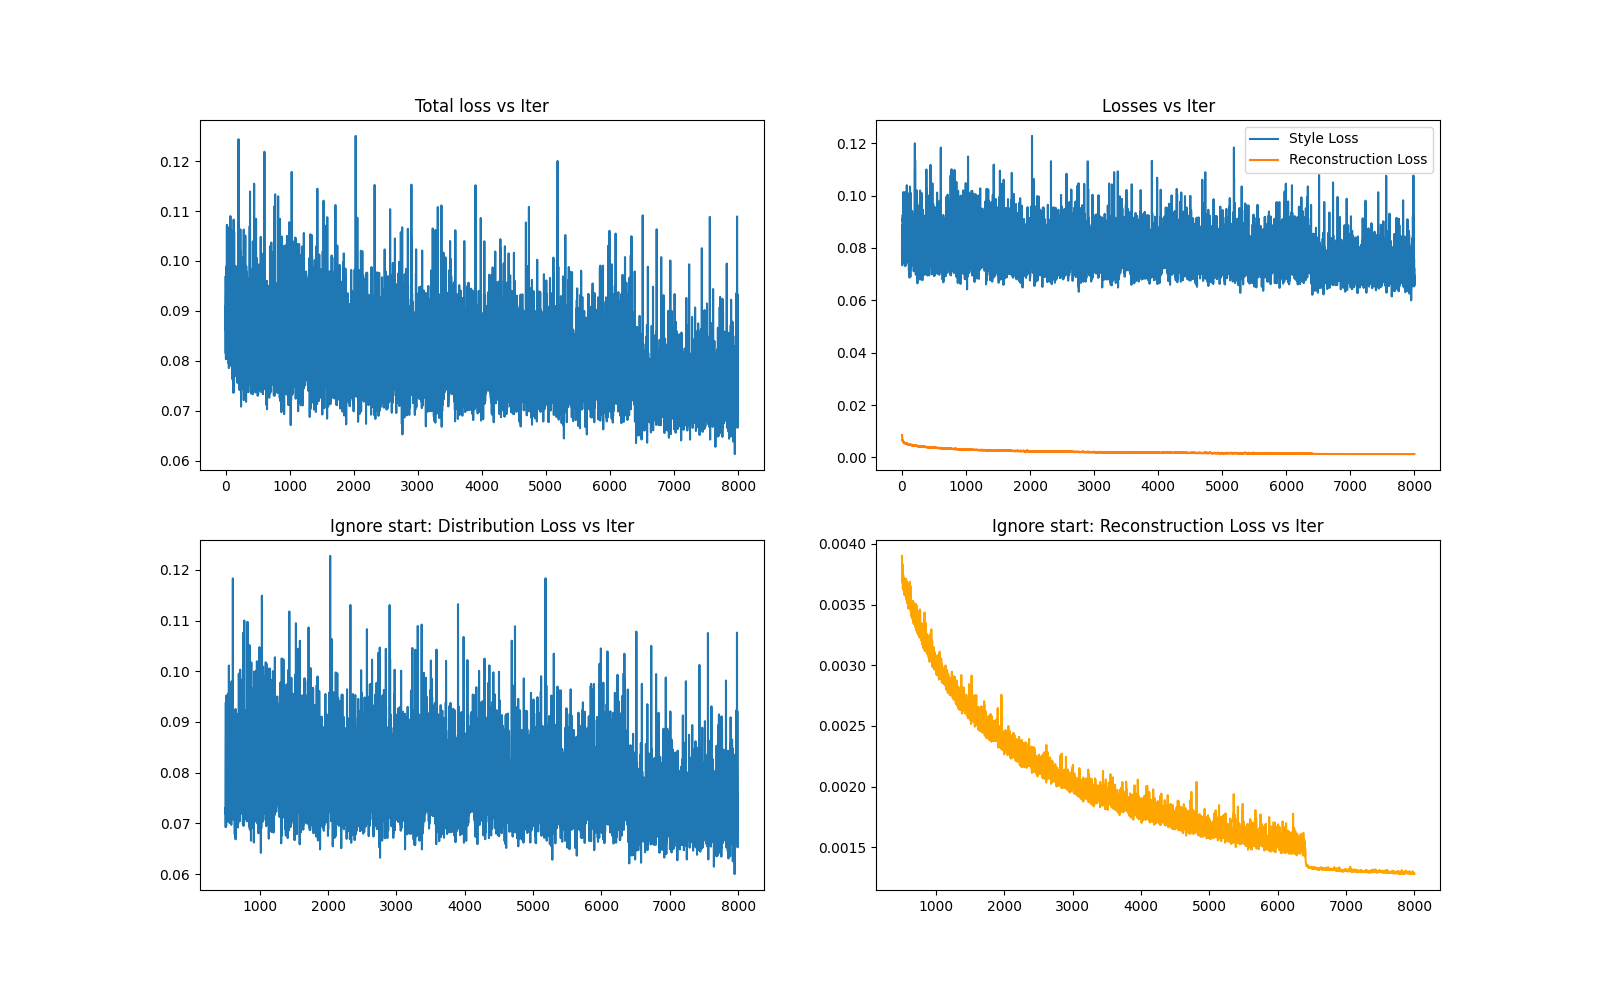 Total loss vs Iter
0.12
0.11
0.10
0.09
0.08
0.07
0.06
0 1000 2000 3000 4000 5000 6000 7000 8000
Losses vs Iter
Style Loss
Reconstruction Loss
0.12
0.10
0.08
0.06
0.04
0.02
0.00
0 1000 2000 3000 4000 5000 6000 7000 8000
Ignore start: Distribution Loss vs Iter
0.12
0.11
0.10
0.09
0.08
0.07
0.06
1000 2000 3000 4000 5000 6000 7000 8000
Ignore start: Reconstruction Loss vs Iter
0.0040
0.0035
0.0030
0.0025
0.0020
0.0015
1000 2000 3000 4000 5000 6000 7000 8000